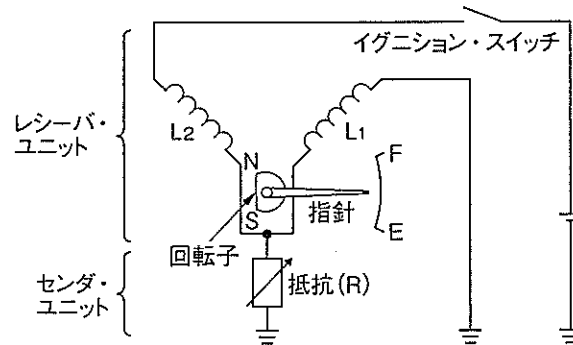 イグニション・スイッチ
レシーバ・
ユニット
L2
L1
N
F
S
指針
E
回転子
センダ・
ユニット
抵抗(R)